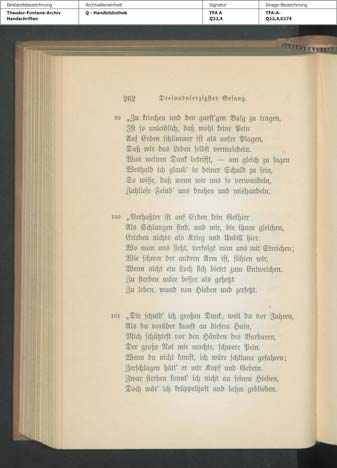 Bestandsbezeichnung Archivalieneinheit Signatur Image-Bezeichnung
Theodor-Fontane-Archiv Q - Handbibliothek TFA A TFA-A-
Handschriften Q22,4 Q22,4,0274
262 Dreiundvierzigster Gesang.
99 „Zu kriechen und den garst'gen Balg zu tragen,
Ist so unleidlich, daß wohl keine Pein
Auf Erden schlimmer ist als unsre Plagen,
Daß wir das Leben selbst vermaledein.
Was meinen Dank betrifft, — um gleich zu sagen
Weshalb ich glaub' in deiner Schuld zu sein,
So wisse, daß wenn wir uns so verwandeln,
Zahllose Feind' uns drohen und mishandeln.
100 „Verhaßter ist auf Erden kein Gethier
Als Schlangen sind, und wir, die ihnen gleichen,
Erleben nichts als Krieg und Unbill hier.
Wo man uns sieht, verfolgt man uns mit Streichen;
Wie schwer der andren Arm ist, fühlen wir,
Wenn nicht ein Loch sich bietet zum Entweichen.
Zu sterben wäre besser als gehetzt
Zu leben, wund von Hieben und zerfetzt.
101 „Dir schuld' ich großen Dank, weil du vor Jahren,
Als du vorüber kamst an diesem Hain,
Mich schütztest vor den Händen des Barbaren,
Der große Not mir machte, schwere Pein.
Wenn du nicht kamst, ich wäre schlimm gefahren;
Zerschlagen hätt' er mir Kopf und Gebein.
Zwar sterben konnt' ich nicht an seinen Hieben,
Doch wär' ich krüppelhaft und lahm geblieben.